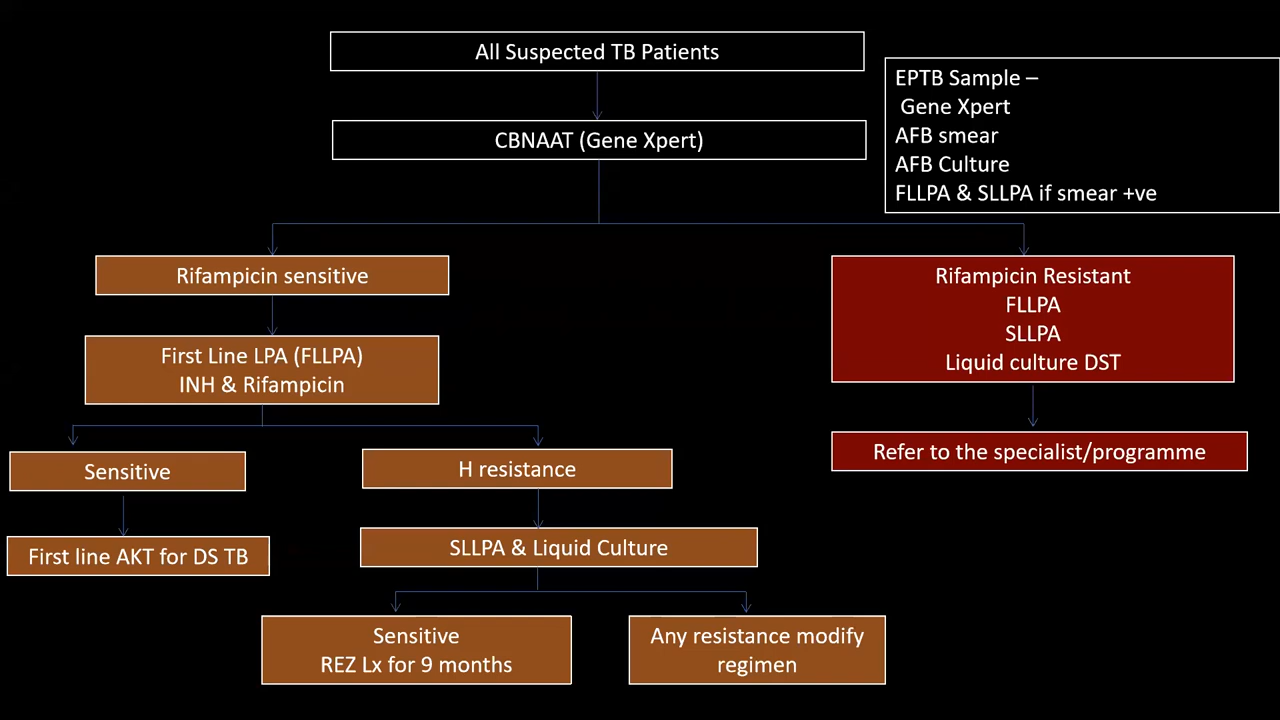 All Suspected TB Patients
CBNAAT (Gene Xpert)
EPTB Sample –
Gene Xpert
AFB smear
AFB Culture
FLLPA & SLLPA if smear +ve
Rifampicin sensitive
Rifampicin Resistant
FLLPA
SLLPA
Liquid culture DST
First Line LPA (FLLPA)
INH & Rifampicin
Refer to the specialist/programme
Sensitive
H resistance
First line AKT for DS TB
SLLPA & Liquid Culture
Sensitive
REZ Lx for 9 months
Any resistance modify
regimen